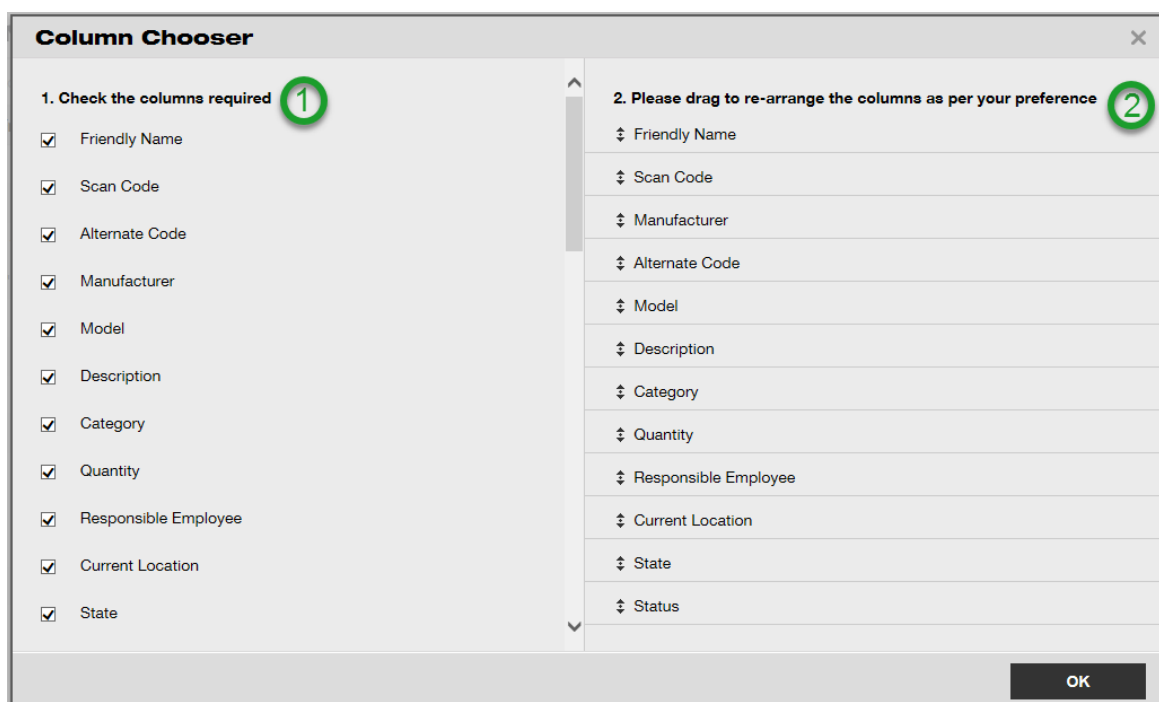 Column Chooser
1. Check the columns required
1
Friendly Name
Scan Code
Alternate Code
Manufacturer
Model
Description
Category
Quantity
Responsible Employee
Current Location
State
2. Please drag to re-arrange the columns as per your preference
2
Friendly Name
Scan Code
Manufacturer
Alternate Code
Model
Description
Category
Quantity
Responsible Employee
Current Location
State
Status
OK